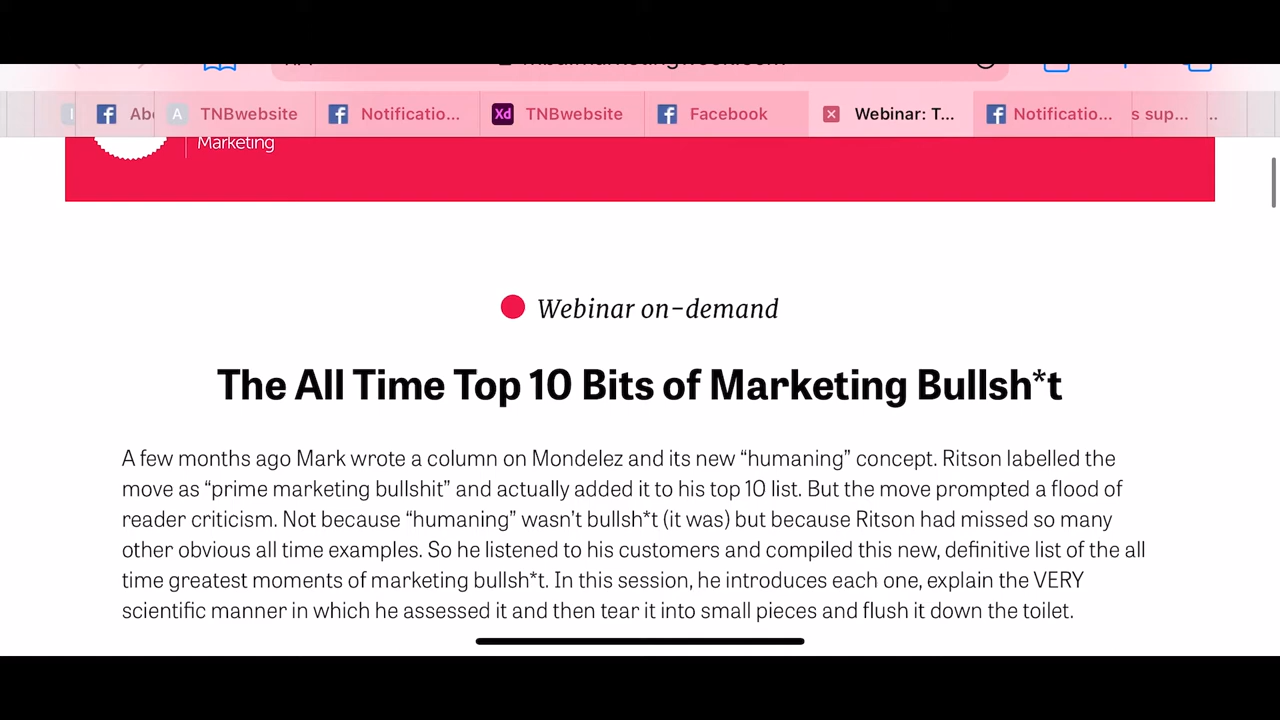 Abo
A
TNBwebsite
Notificatio...
Xd
TNBwebsite
Facebook
Webinar: T...
Notificatio...
s sup...
..
Marketing
Webinar on-demand
The All Time Top 10 Bits of Marketing Bullsh*t
A few months ago Mark wrote a column on Mondelez and its new “humaning” concept. Ritson labelled the
move as “prime marketing bullshit” and actually added it to his top 10 list. But the move prompted a flood of
reader criticism. Not because “humaning” wasn’t bullsh*t (it was) but because Ritson had missed so many
other obvious all time examples. So he listened to his customers and compiled this new, definitive list of the all
time greatest moments of marketing bullsh*t. In this session, he introduces each one, explain the VERY
scientific manner in which he assessed it and then tear it into small pieces and flush it down the toilet.